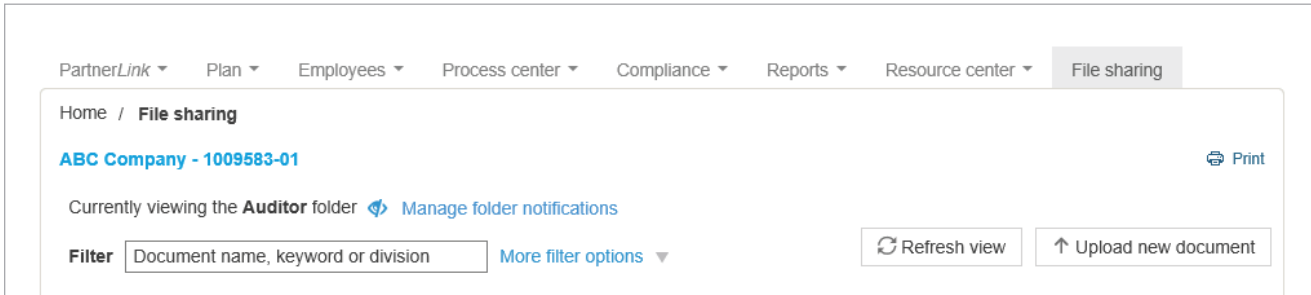 PartnerLink Plan Employees Process center Compliance Reports Resource center File sharing
Home / File sharing
ABC Company - 1009583-01
Print
Currently viewing the Auditor folder Manage folder notifications
Filter Document name, keyword or division More filter options Refresh view Upload new document